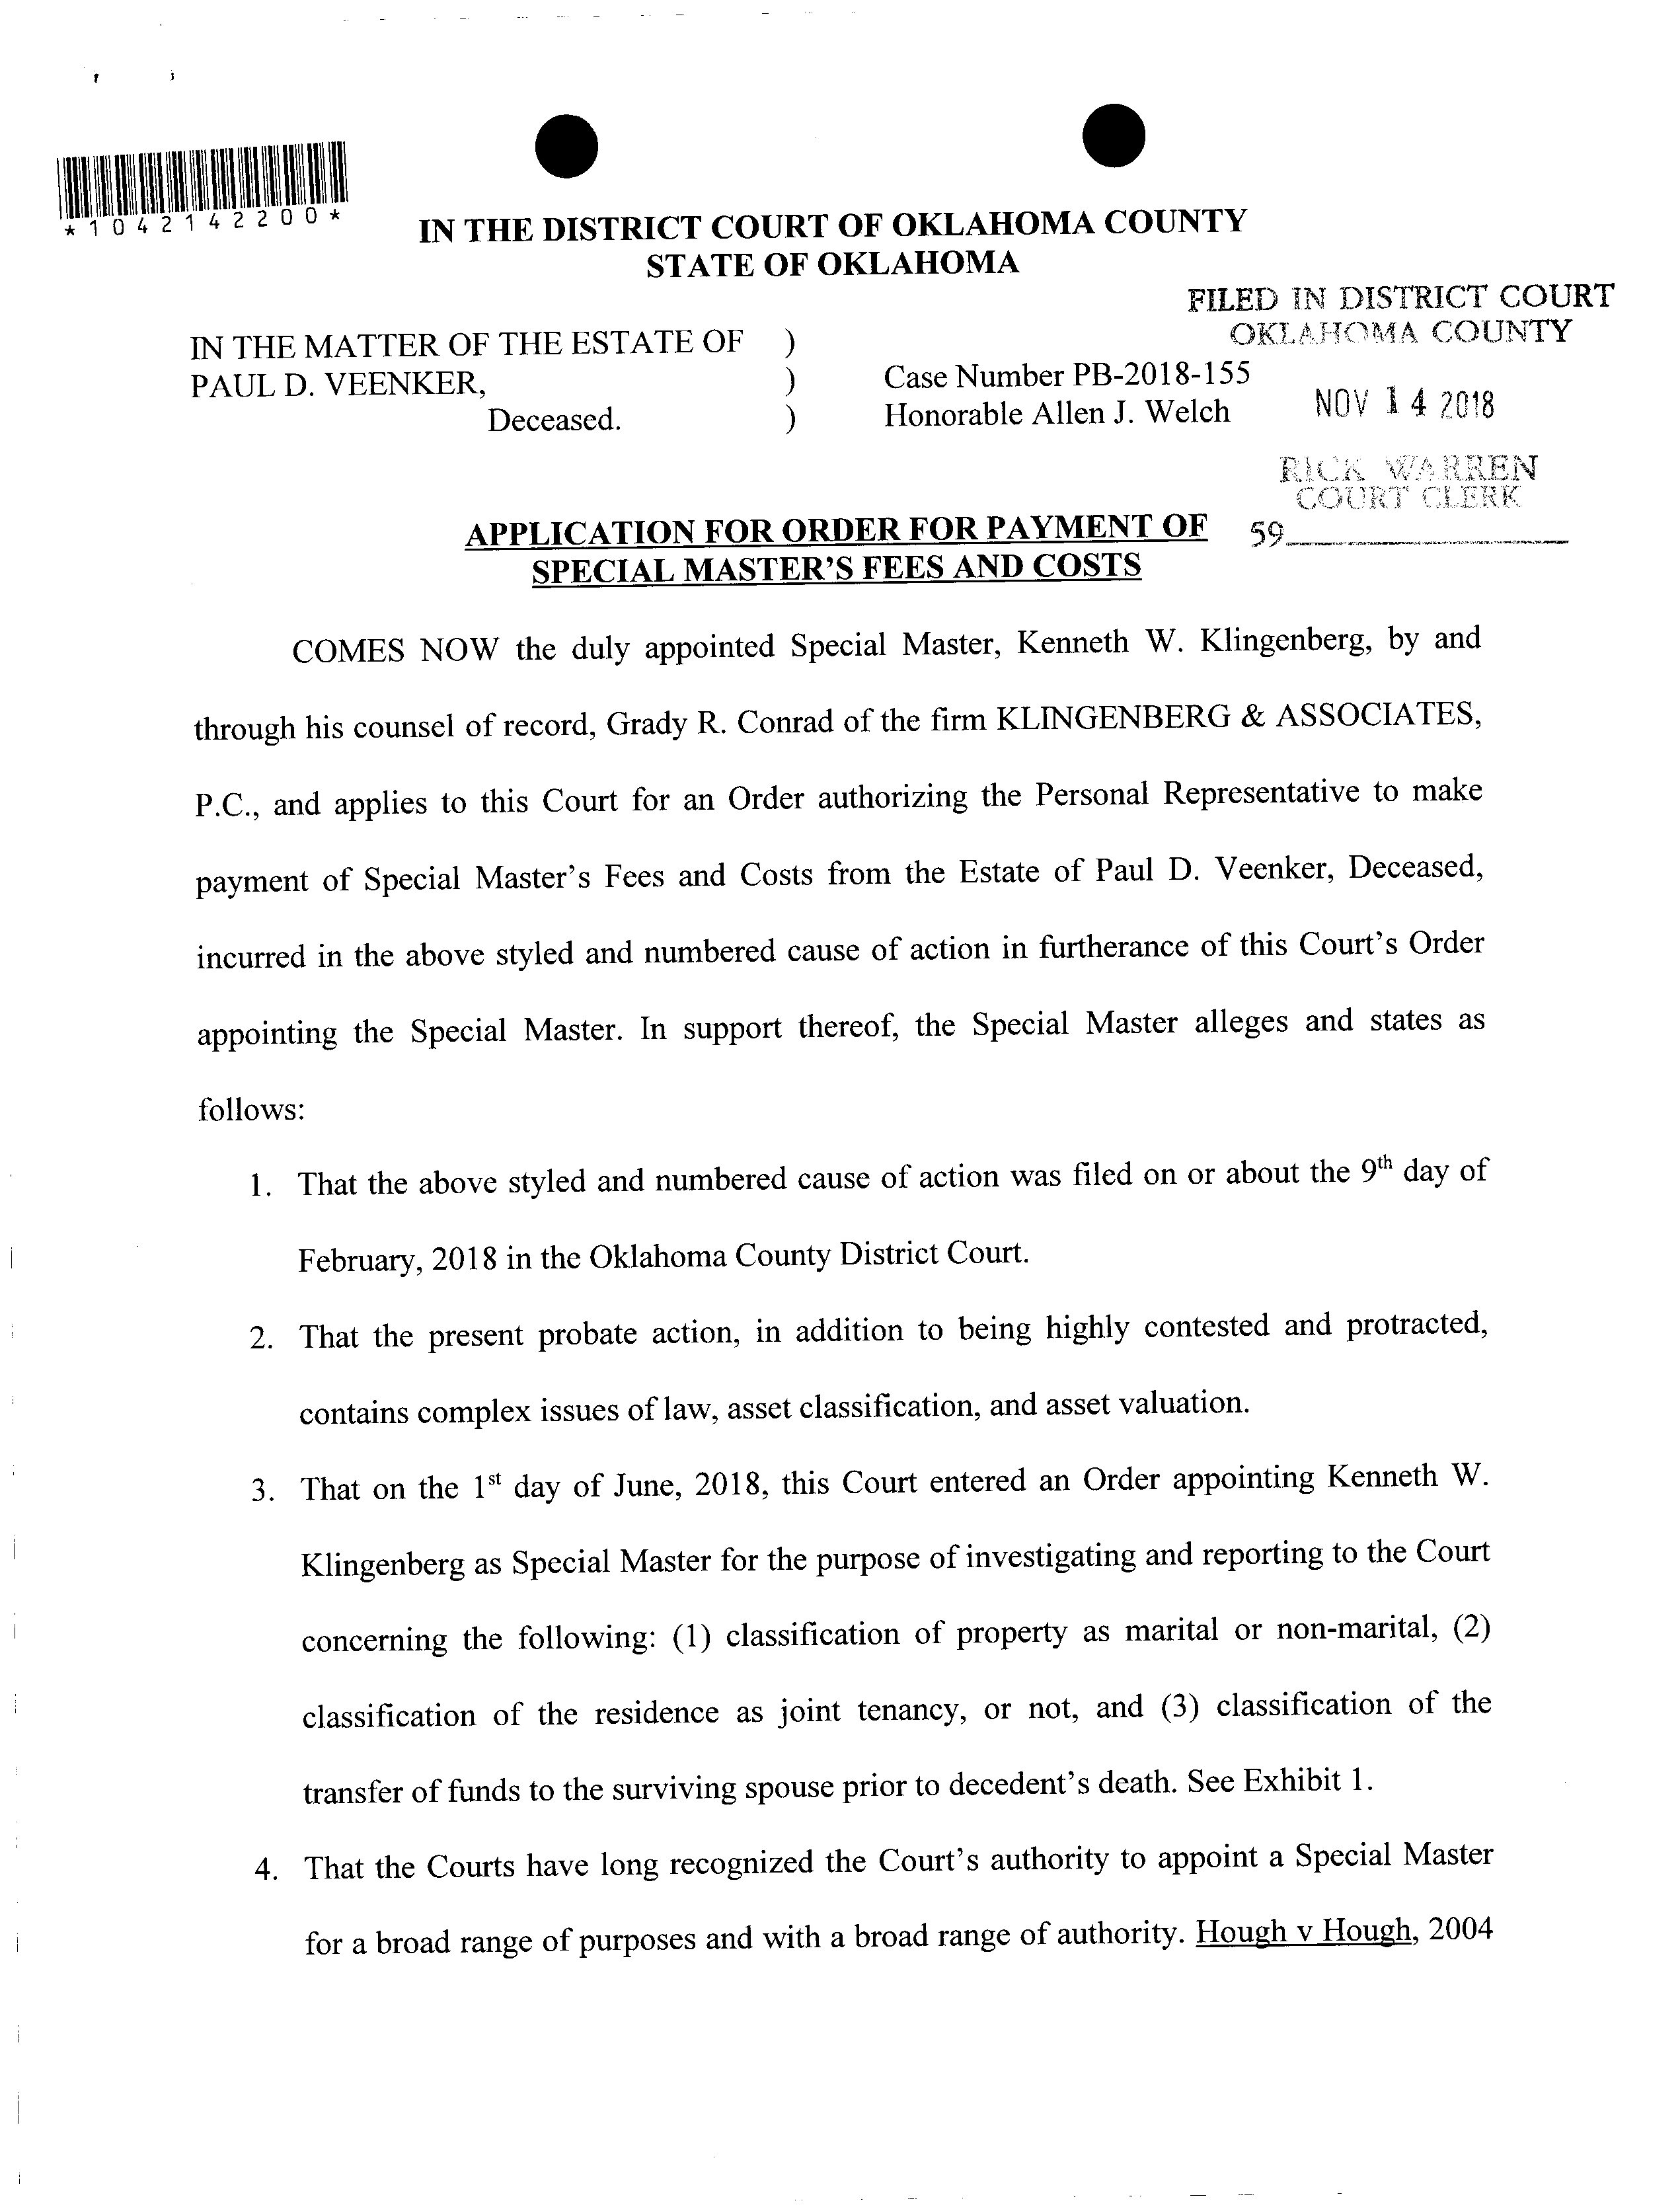 *1042142200*
IN THE DISTRICT COURT OF OKLAHOMA COUNTY
STATE OF OKLAHOMA
FILED IN DISTRICT COURT
OKLAHOMA COUNTY
IN THE MATTER OF THE ESTATE OF )
PAUL D. VEENKER, ) Case Number PB-2018-155
Deceased. ) Honorable Allen J. Welch
NOV 14 2018
RICK WARREN
COURT CLERK
59
APPLICATION FOR ORDER FOR PAYMENT OF
SPECIAL MASTER'S FEES AND COSTS
COMES NOW the duly appointed Special Master, Kenneth W. Klingenberg, by and
through his counsel of record, Grady R. Conrad of the firm KLINGENBERG & ASSOCIATES,
P.C., and applies to this Court for an Order authorizing the Personal Representative to make
payment of Special Master's Fees and Costs from the Estate of Paul D. Veenker, Deceased,
incurred in the above styled and numbered cause of action in furtherance of this Court's Order
appointing the Special Master. In support thereof, the Special Master alleges and states as
follows:
1. That the above styled and numbered cause of action was filed on or about the 9th day of
February, 2018 in the Oklahoma County District Court.
2. That the present probate action, in addition to being highly contested and protracted,
contains complex issues of law, asset classification, and asset valuation.
3. That on the 1st day of June, 2018, this Court entered an Order appointing Kenneth W.
Klingenberg as Special Master for the purpose of investigating and reporting to the Court
concerning the following: (1) classification of property as marital or non-marital, (2)
classification of the residence as joint tenancy, or not, and (3) classification of the
transfer of funds to the surviving spouse prior to decedent's death. See Exhibit 1.
4. That the Courts have long recognized the Court's authority to appoint a Special Master
for a broad range of purposes and with a broad range of authority. Hough v Hough, 2004